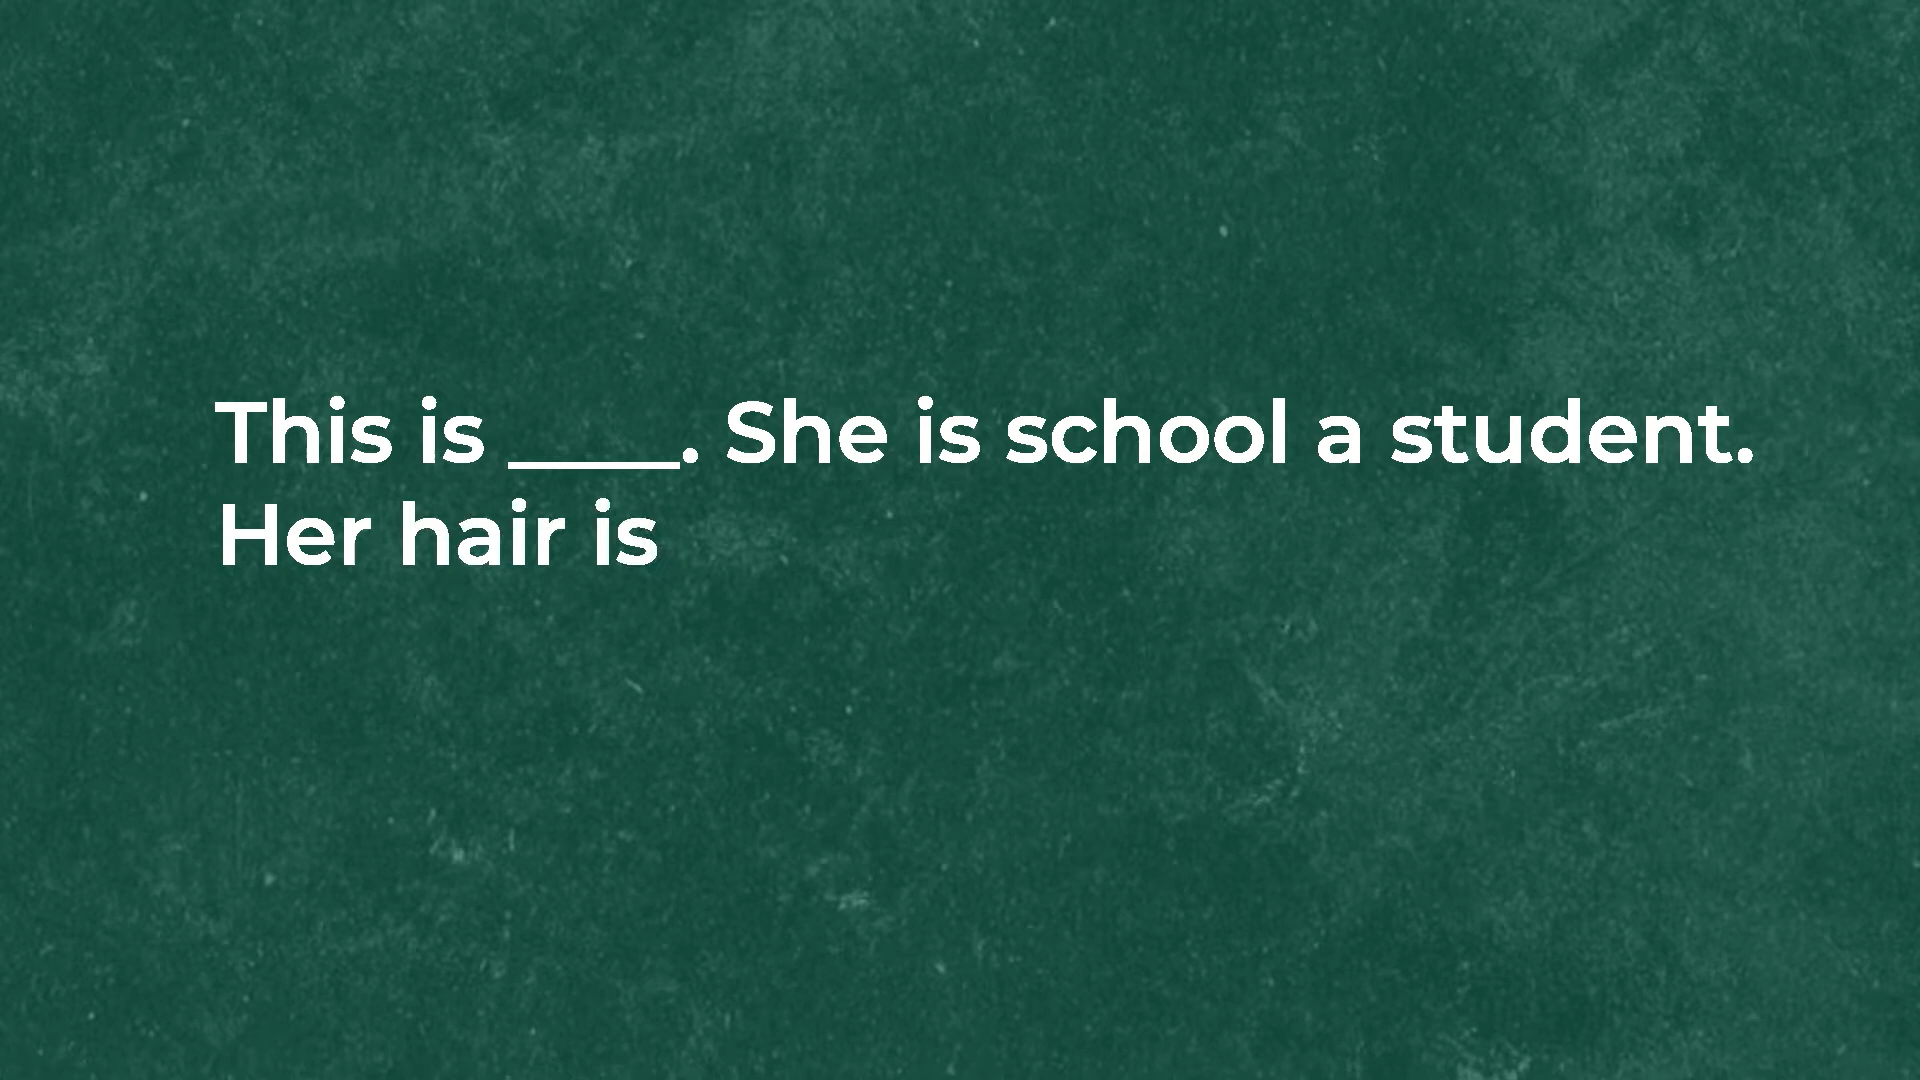 This is ____. She is school a student.
Her hair is